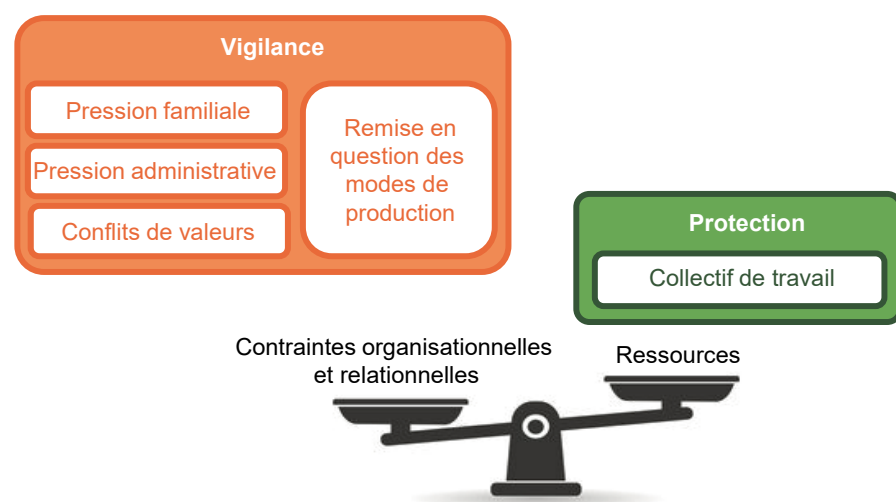 Vigilance
Pression familiale
Pression administrative
Conflits de valeurs
Remise en
question des
modes de
production
Protection
Collectif de travail
Contraintes organisationnelles
et relationnelles
Ressources